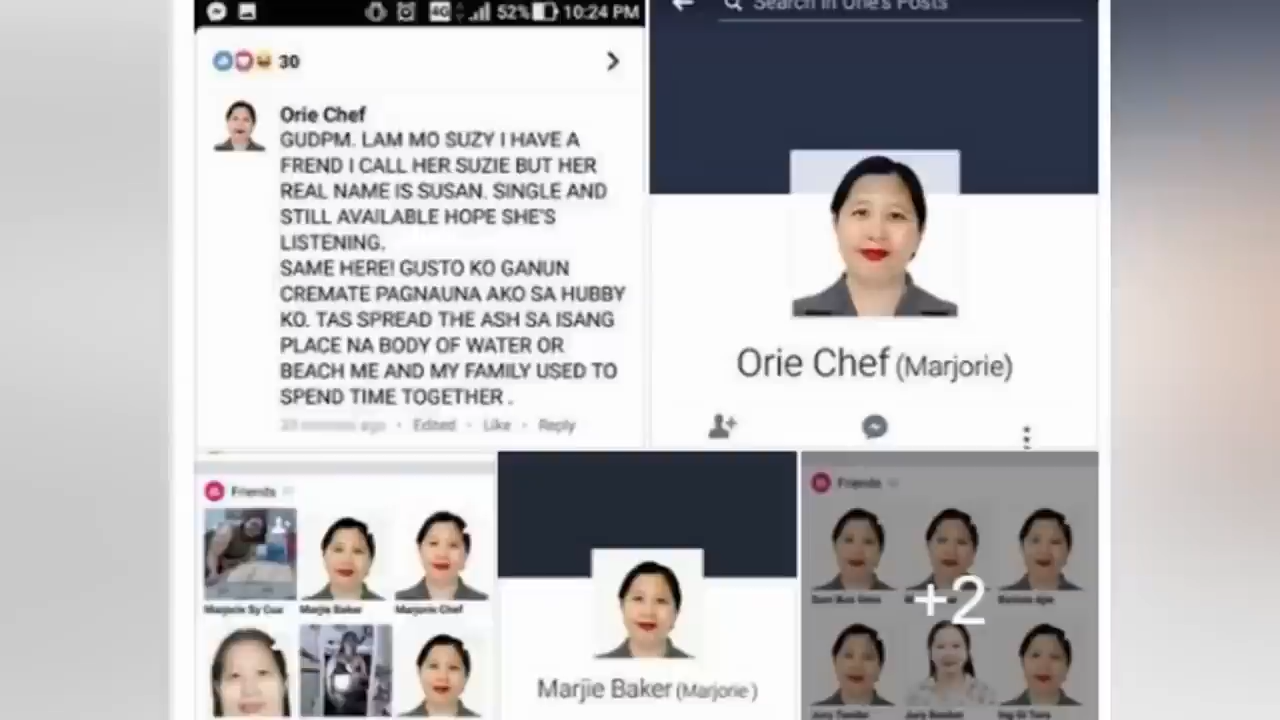 4G 52% 10:24 PM
30
Orie Chef
GUDPM. LAM MO SUZY I HAVE A
FREND I CALL HER SUZIE BUT HER
REAL NAME IS SUSAN. SINGLE AND
STILL AVAILABLE HOPE SHE'S
LISTENING.
SAME HERE! GUSTO KO GANUN
CREMATE PAGNAUNA AKO SA HUBBY
KO. TAS SPREAD THE ASH SA ISANG
PLACE NA BODY OF WATER OR
BEACH ME AND MY FAMILY USED TO
SPEND TIME TOGETHER .
minutes ago · Edited · Like · Reply
Search in Orie's Posts
Orie Chef (Marjorie)
Friends
Marjorie Sy Cua
Marjie Baker
Marjorie Chef
Marjie Baker (Marjorie )
Friends
+2